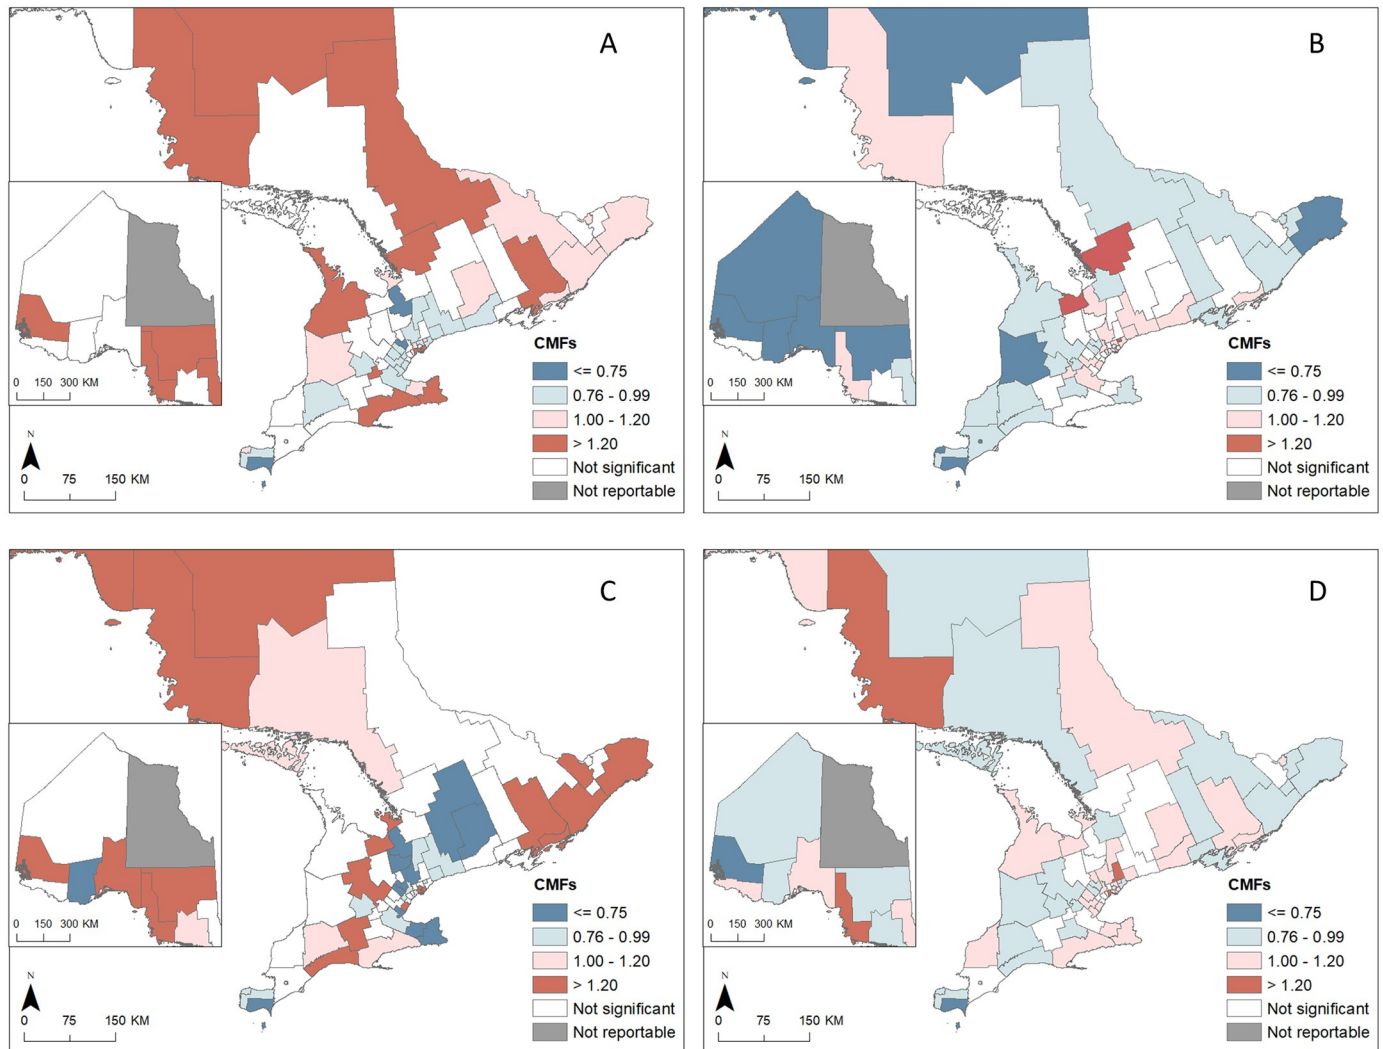 A
0 150 300 KM
N
0 75 150 KM
CMFs
<= 0.75
0.76 - 0.99
1.00 - 1.20
> 1.20
Not significant
Not reportable
B
0 150 300 KM
N
0 75 150 KM
CMFs
<= 0.75
0.76 - 0.99
1.00 - 1.20
> 1.20
Not significant
Not reportable
C
0 150 300 KM
N
0 75 150 KM
CMFs
<= 0.75
0.76 - 0.99
1.00 - 1.20
> 1.20
Not significant
Not reportable
D
0 150 300 KM
N
0 75 150 KM
CMFs
<= 0.75
0.76 - 0.99
1.00 - 1.20
> 1.20
Not significant
Not reportable